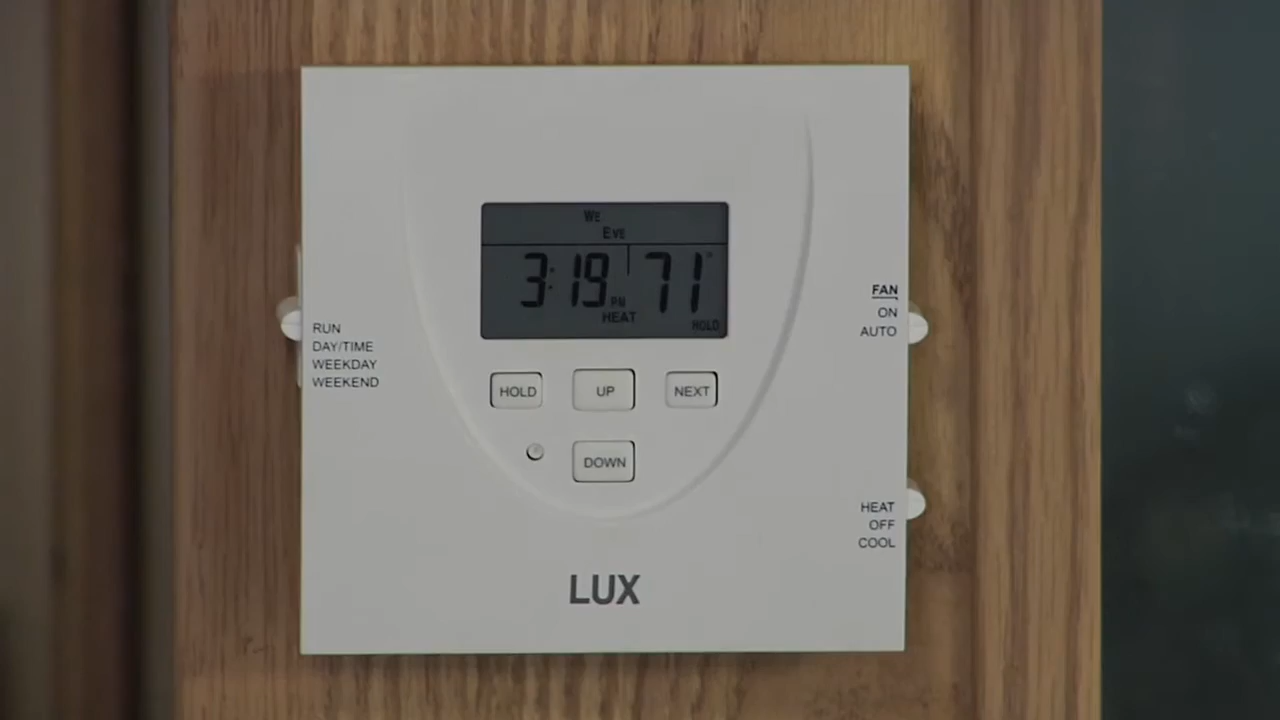 WE
EVE
3:19 PM 71°
HEAT
HOLD
RUN
DAY/TIME
WEEKDAY
WEEKEND
FAN
ON
AUTO
HOLD UP NEXT
DOWN
HEAT
OFF
COOL
LUX